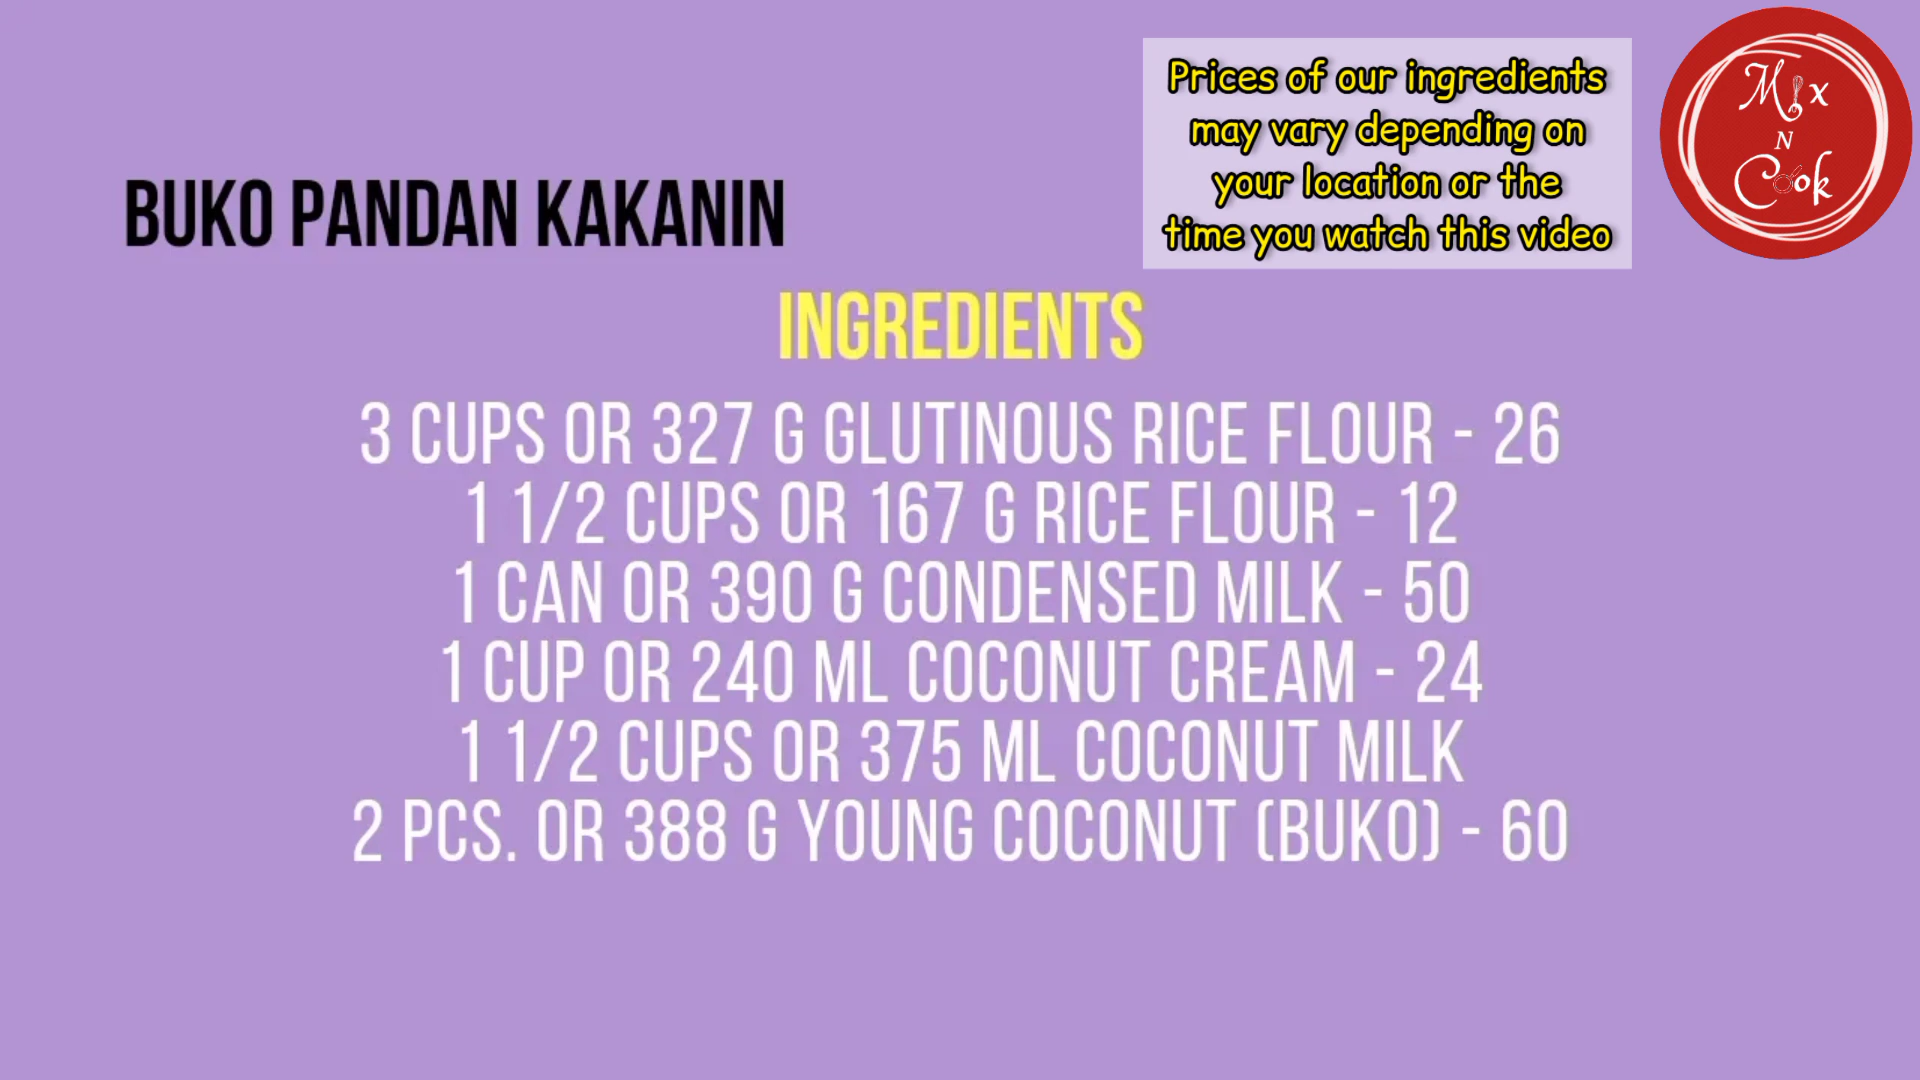 Prices of our ingredients
may vary depending on
your location or the
time you watch this video
Mix
N
Cook
BUKO PANDAN KAKANIN
INGREDIENTS
3 CUPS OR 327 G GLUTINOUS RICE FLOUR - 26
1 1/2 CUPS OR 167 G RICE FLOUR - 12
1 CAN OR 390 G CONDENSED MILK - 50
1 CUP OR 240 ML COCONUT CREAM - 24
1 1/2 CUPS OR 375 ML COCONUT MILK
2 PCS. OR 388 G YOUNG COCONUT (BUKO) - 60